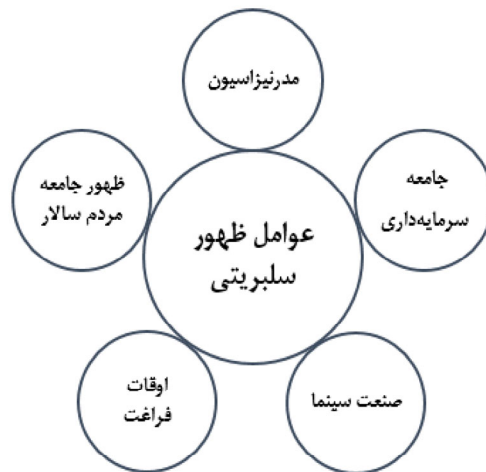 مدرنیزاسیون
جامعه
سرمایه‌داری
ظهور جامعه
مردم سالار
عوامل ظهور
سلبریتی
صنعت سینما
اوقات
فراغت